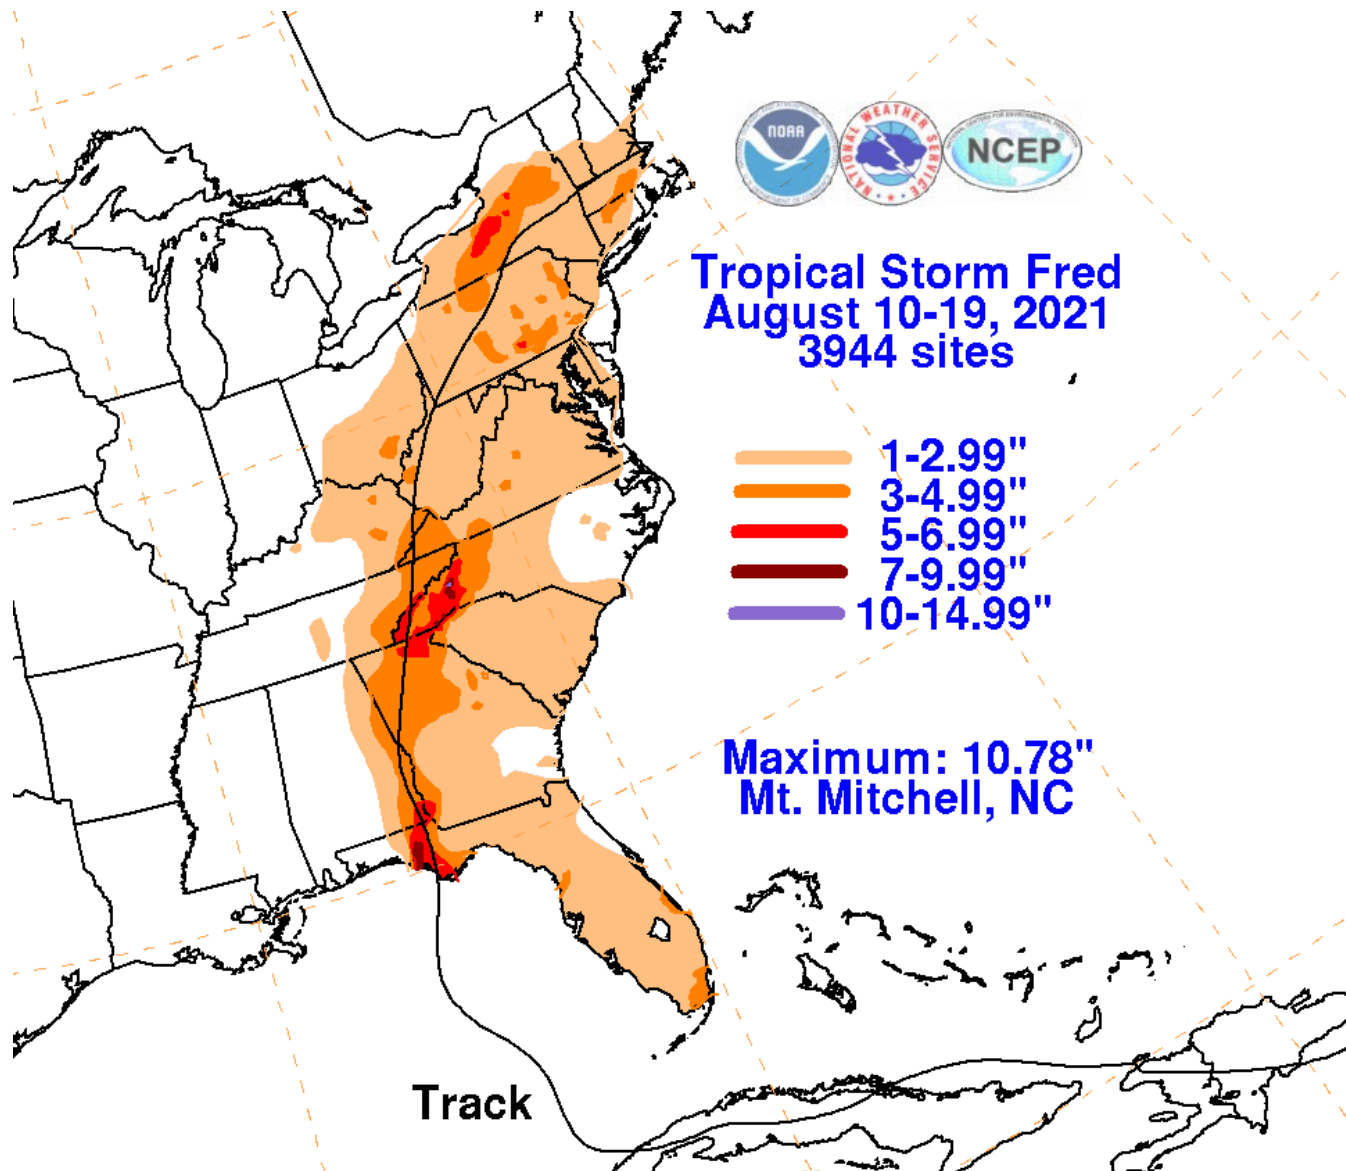 NOAA
NATIONAL WEATHER SERVICE
NCEP
Tropical Storm Fred
August 10-19, 2021
3944 sites
1-2.99"
3-4.99"
5-6.99"
7-9.99"
10-14.99"
Maximum: 10.78"
Mt. Mitchell, NC
Track